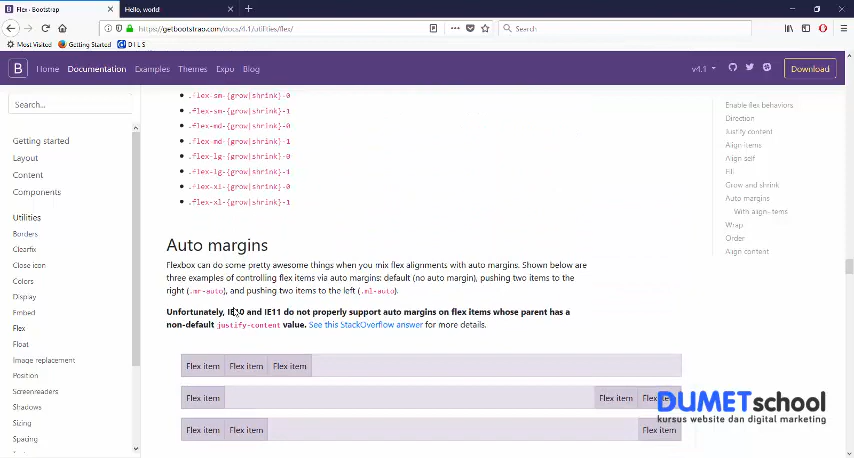 Flex · Bootstrap
Hello, world!
https://getbootstrap.com/docs/4.1/utilities/flex/
Search
Most Visited Getting Started D I L S
B Home Documentation Examples Themes Expo Blog v4.1 Download
Search...
Getting started
Layout
Content
Components
Utilities
Borders
Clearfix
Close icon
Colors
Display
Embed
Flex
Float
Image replacement
Position
Screenreaders
Shadows
Sizing
Spacing
.flex-sm-{grow|shrink}-0
.flex-sm-{grow|shrink}-1
.flex-md-{grow|shrink}-0
.flex-md-{grow|shrink}-1
.flex-lg-{grow|shrink}-0
.flex-lg-{grow|shrink}-1
.flex-xl-{grow|shrink}-0
.flex-xl-{grow|shrink}-1
Auto margins
Flexbox can do some pretty awesome things when you mix flex alignments with auto margins. Shown below are
three examples of controlling flex items via auto margins: default (no auto margin), pushing two items to the
right (.mr-auto), and pushing two items to the left (.ml-auto).
Unfortunately, IE10 and IE11 do not properly support auto margins on flex items whose parent has a
non-default justify-content value. See this StackOverflow answer for more details.
Flex item Flex item Flex item
Flex item Flex item Flex item
Flex item Flex item Flex item
Enable flex behaviors
Direction
Justify content
Align items
Align self
Fill
Grow and shrink
Auto margins
With align-items
Wrap
Order
Align content
DUMETschool
kursus website dan digital marketing